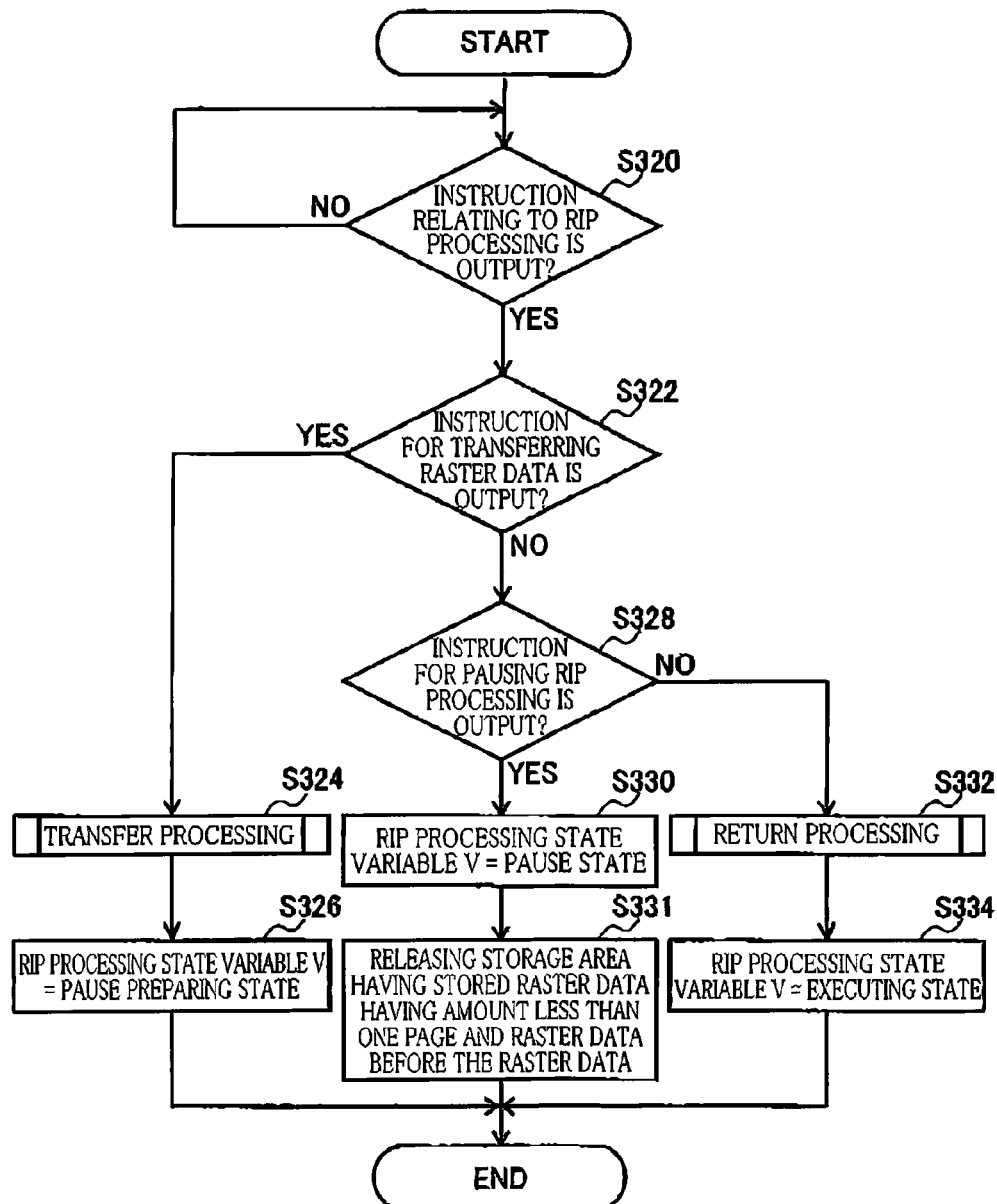 START
S320
NO
INSTRUCTION
RELATING TO RIP
PROCESSING IS
OUTPUT?
YES
S322
YES
INSTRUCTION
FOR TRANSFERRING
RASTER DATA IS
OUTPUT?
NO
S328
INSTRUCTION
FOR PAUSING RIP
PROCESSING IS
OUTPUT?
NO
YES
S324
TRANSFER PROCESSING
S330
RIP PROCESSING STATE
VARIABLE V = PAUSE STATE
S332
RETURN PROCESSING
S326
RIP PROCESSING STATE VARIABLE V
= PAUSE PREPARING STATE
S331
RELEASING STORAGE AREA
HAVING STORED RASTER DATA
HAVING AMOUNT LESS THAN
ONE PAGE AND RASTER DATA
BEFORE THE RASTER DATA
S334
RIP PROCESSING STATE
VARIABLE V = EXECUTING STATE
END